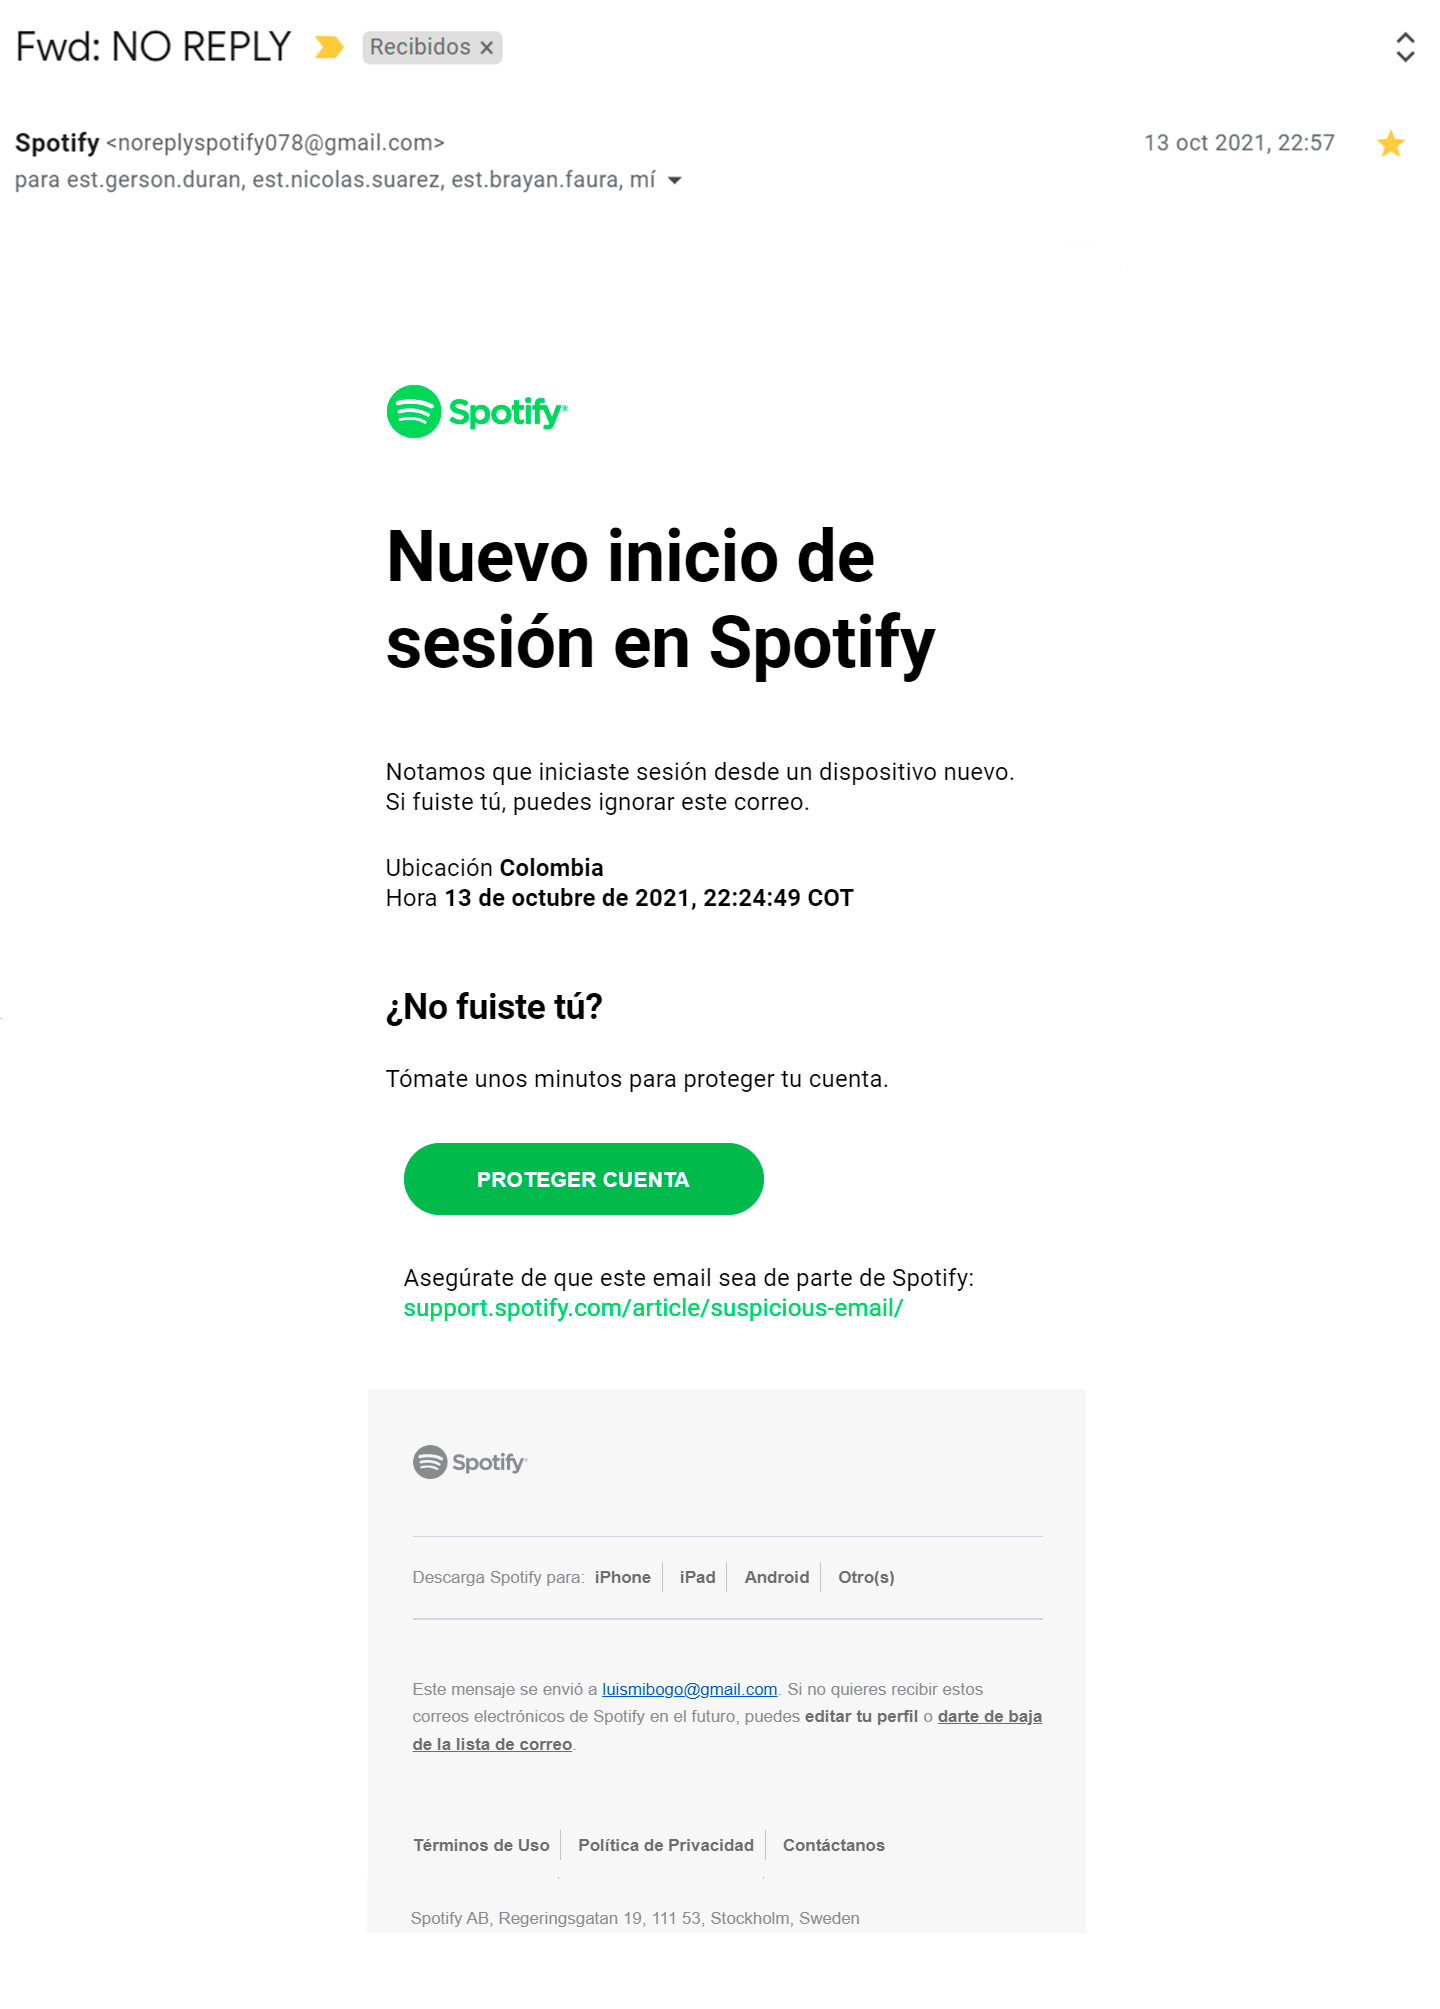 Fwd: NO REPLY Recibidos ×
Spotify <noreplyspotify078@gmail.com> 13 oct 2021, 22:57
para est.gerson.duran, est.nicolas.suarez, est.brayan.faura, mí
Spotify®
Nuevo inicio de
sesión en Spotify
Notamos que iniciaste sesión desde un dispositivo nuevo.
Si fuiste tú, puedes ignorar este correo.
Ubicación Colombia
Hora 13 de octubre de 2021, 22:24:49 COT
¿No fuiste tú?
Tómate unos minutos para proteger tu cuenta.
PROTEGER CUENTA
Asegúrate de que este email sea de parte de Spotify:
support.spotify.com/article/suspicious-email/
Spotify®
Descarga Spotify para: iPhone iPad Android Otro(s)
Este mensaje se envió a luismibogo@gmail.com. Si no quieres recibir estos
correos electrónicos de Spotify en el futuro, puedes editar tu perfil o darte de baja
de la lista de correo.
Términos de Uso Política de Privacidad Contáctanos
Spotify AB, Regeringsgatan 19, 111 53, Stockholm, Sweden